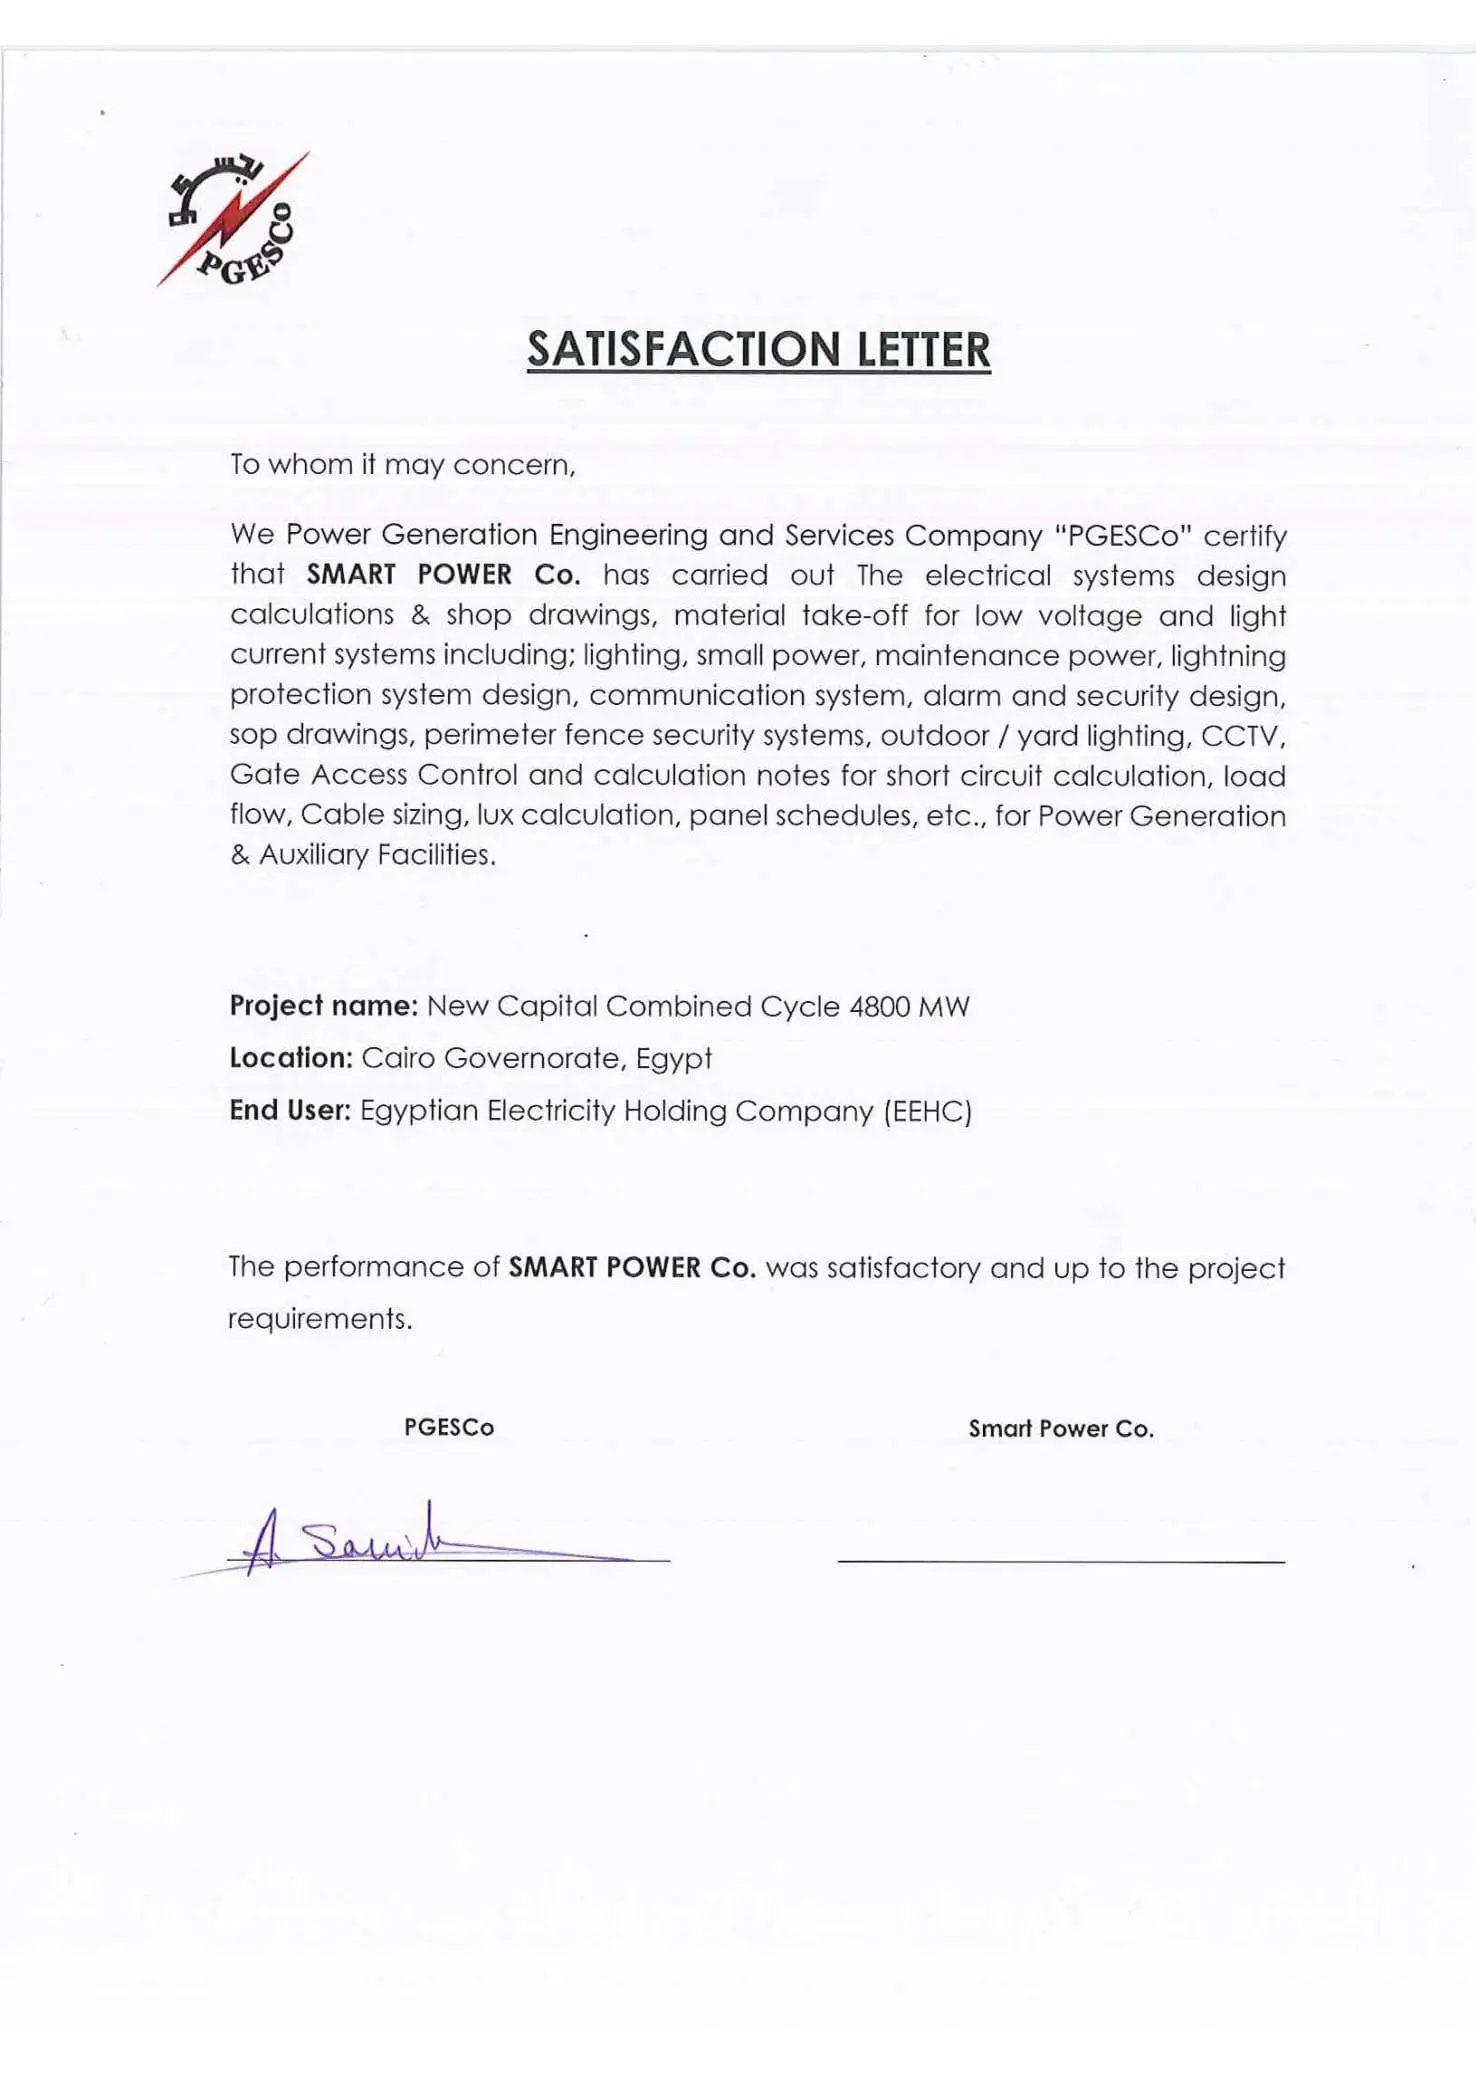 بجسكو
PGESCo
SATISFACTION LETTER
To whom it may concern,
We Power Generation Engineering and Services Company "PGESCo" certify
that SMART POWER Co. has carried out The electrical systems design
calculations & shop drawings, material take-off for low voltage and light
current systems including; lighting, small power, maintenance power, lightning
protection system design, communication system, alarm and security design,
sop drawings, perimeter fence security systems, outdoor / yard lighting, CCTV,
Gate Access Control and calculation notes for short circuit calculation, load
flow, Cable sizing, lux calculation, panel schedules, etc., for Power Generation
& Auxiliary Facilities.
Project name: New Capital Combined Cycle 4800 MW
Location: Cairo Governorate, Egypt
End User: Egyptian Electricity Holding Company (EEHC)
The performance of SMART POWER Co. was satisfactory and up to the project
requirements.
PGESCo Smart Power Co.
A Samih